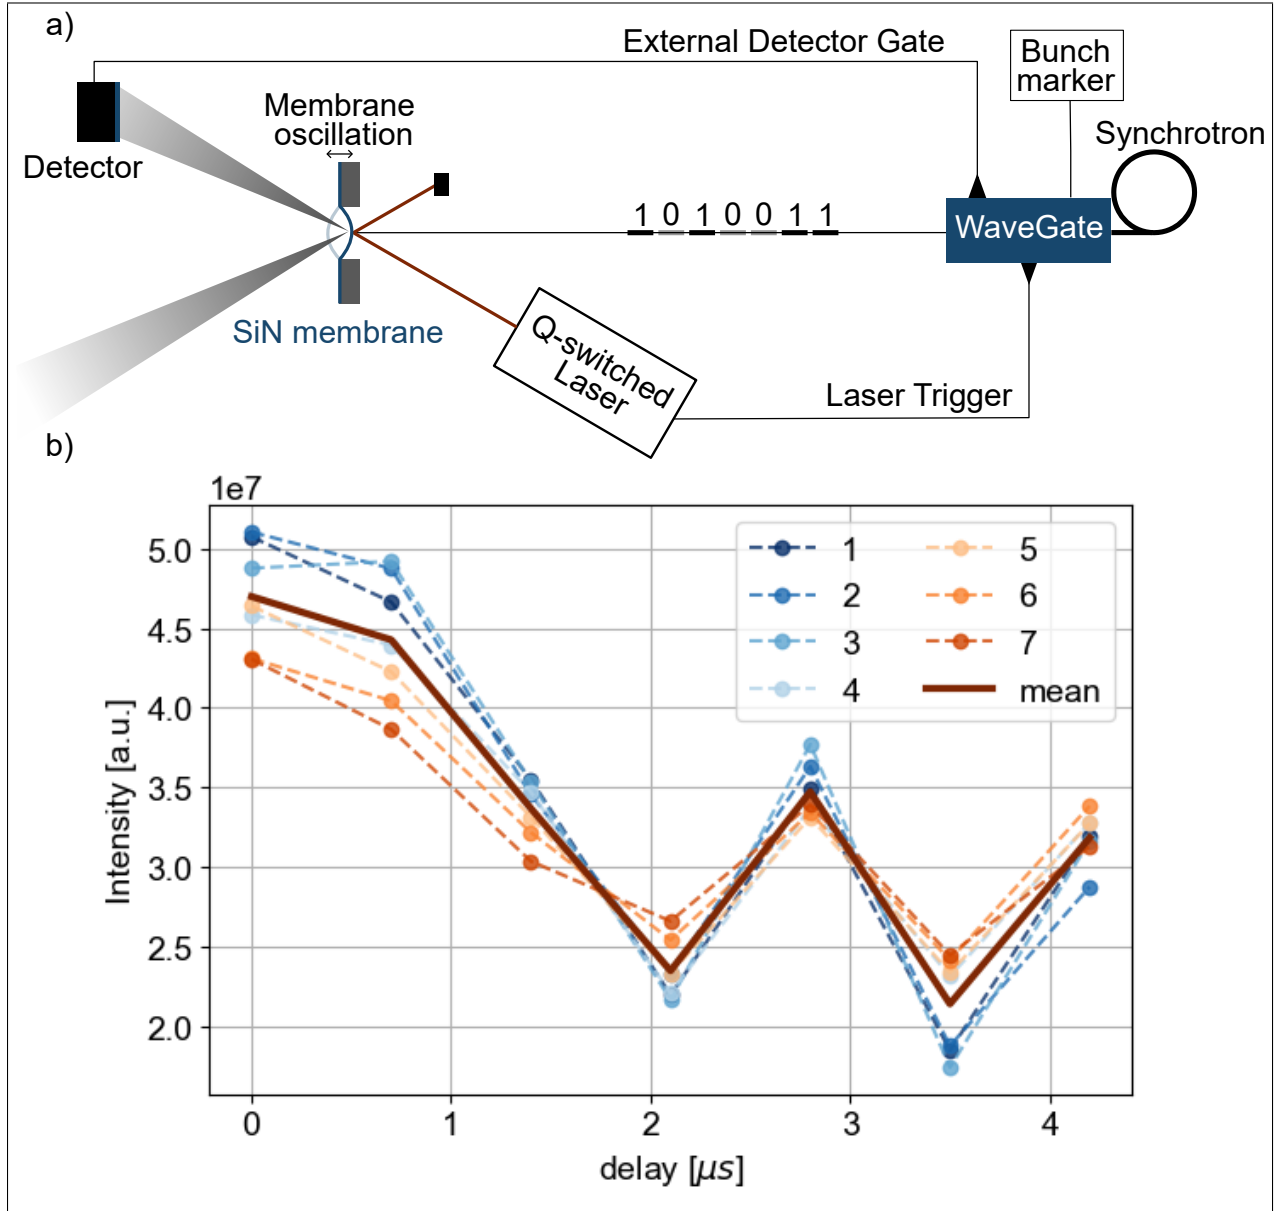 a)
External Detector Gate
Bunch
marker
Synchrotron
Membrane
oscillation
Detector
1 0 1 0 0 1 1
WaveGate
SiN membrane
Q-switched
Laser
Laser Trigger
b)
1e7
5.0
4.5
4.0
3.5
3.0
2.5
2.0
Intensity [a.u.]
1
2
3
4
5
6
7
mean
0 1 2 3 4
delay [μs]